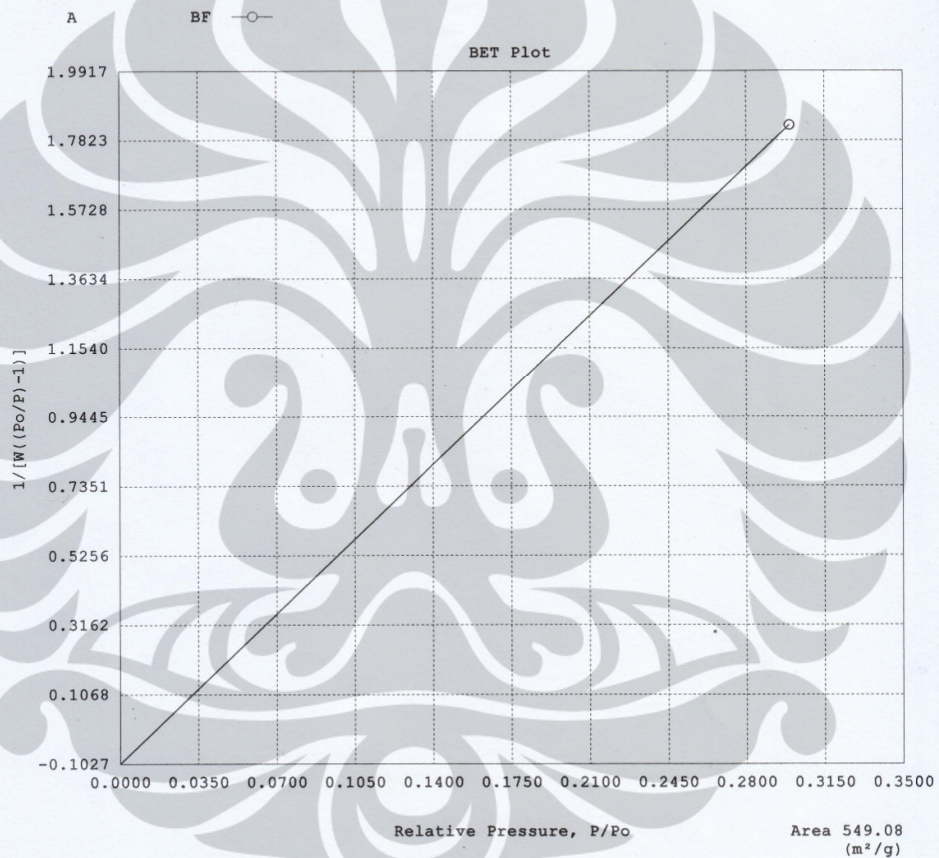 A BF
BET Plot
1.9917
1.7823
1.5728
1.3634
1.1540
0.9445
0.7351
0.5256
0.3162
0.1068
-0.1027
1/[W((Po/P)-1)]
0.0000 0.0350 0.0700 0.1050 0.1400 0.1750 0.2100 0.2450 0.2800 0.3150 0.3500
Relative Pressure, P/Po
Area 549.08
(m²/g)